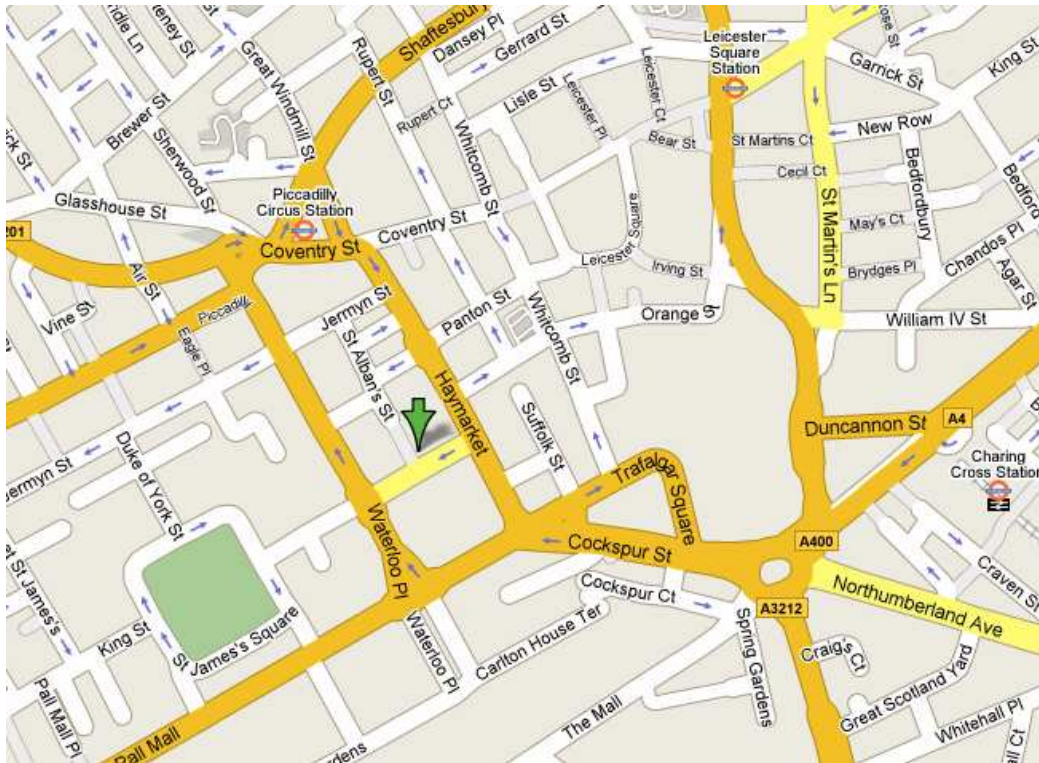 Great Windmill St
Rupert St
Shaftesbury
Dansey Pl
Gerrard St
Leicester
Square
Station
Garrick St
King St
Brewer St
Sherwood St
Rupert Ct
Lisle St
Whitcomb St
Leicester Pl
Leicester Ct
Bear St
St Martins Ct
New Row
Cecil Ct
Bedfordbury
Glasshouse St
Piccadilly
Circus Station
Coventry St
Coventry St
Leicester Square
St Martin's Ln
May's Ct
Bedford
Chandos Pl
201
Air St
Irving St
Brydges Pl
Agar St
Vine St
Piccadilly
Jermyn St
Panton St
Whitcomb St
Orange St
William IV St
Eagle Pl
St Alban's St
Haymarket
Suffolk St
Duncannon St
A4
Duke of York St
Jermyn St
Trafalgar Square
Charing
Cross Station
Waterloo Pl
Cockspur St
A400
Craven St
Cockspur Ct
A3212
Northumberland Ave
King St
St James's Square
Waterloo Pl
Carlton House Ter
Spring Gardens
Craig's Ct
Great Scotland Yard
Pall Mall Pl
Pall Mall
The Mall
Whitehall Pl